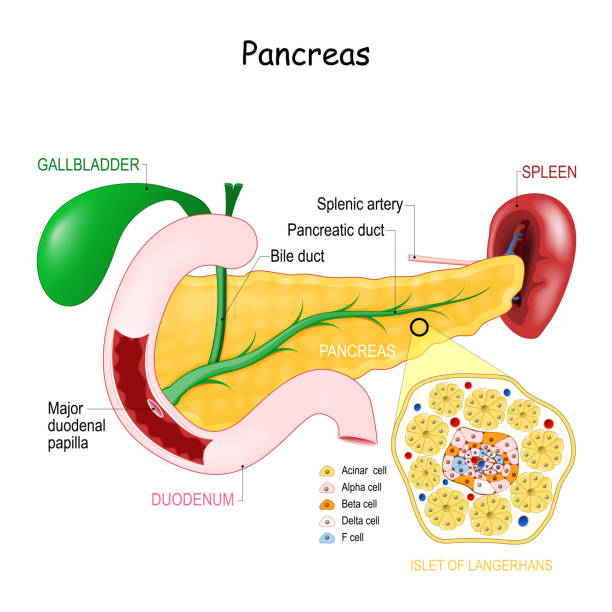 Pancreas
GALLBLADDER
SPLEEN
Splenic artery
Pancreatic duct
Bile duct
PANCREAS
Major
duodenal
papilla
DUODENUM
Acinar cell
Alpha cell
Beta cell
Delta cell
F cell
ISLET OF LANGERHANS